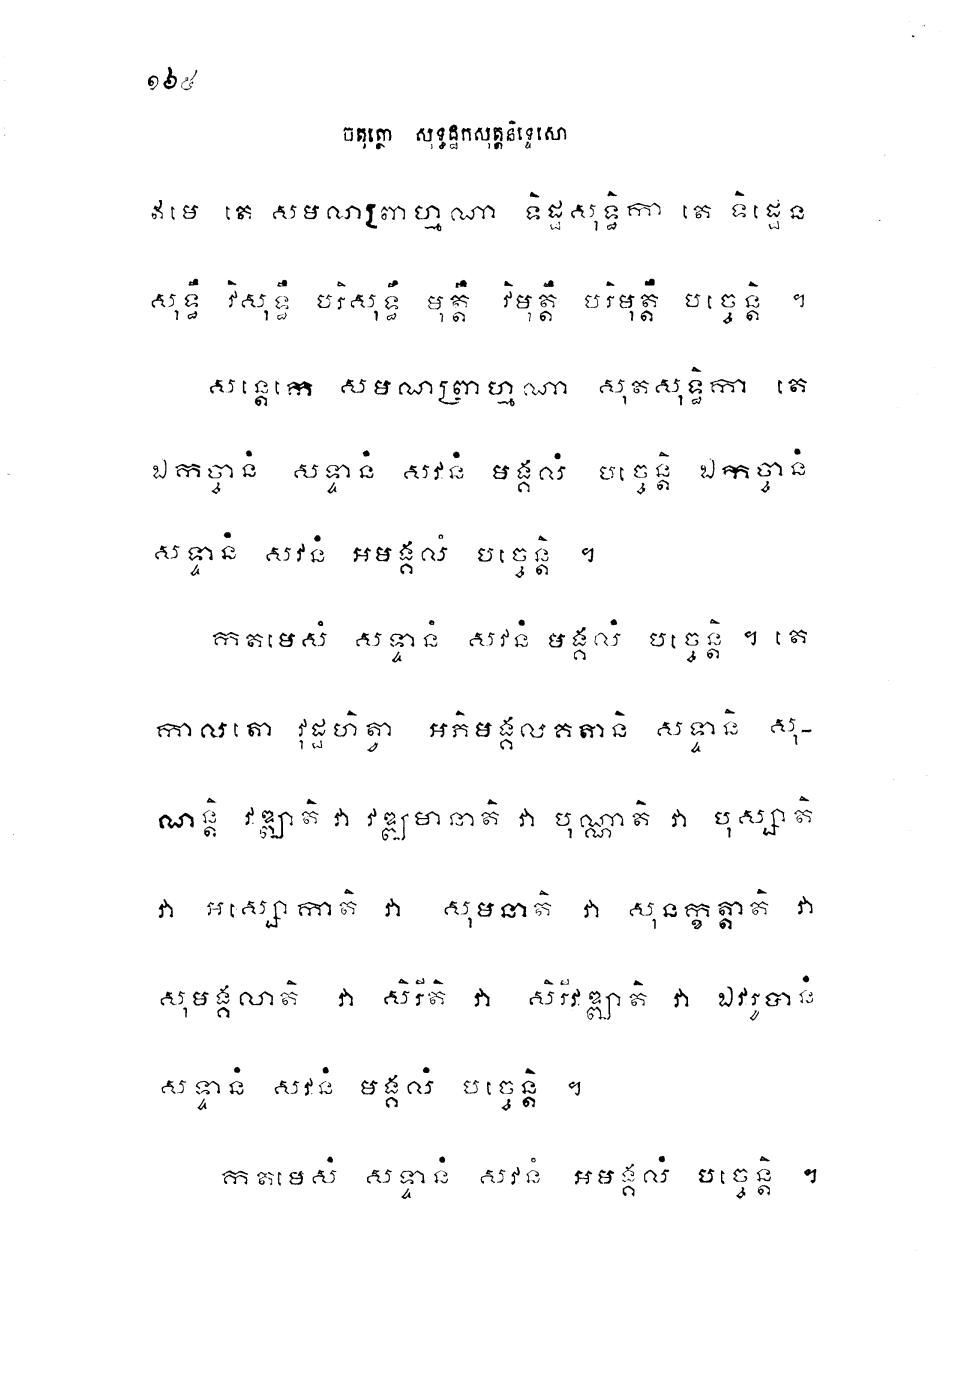 ១៦៥
ចតុត្ថោ សុទ្ធដ្ឋកសុត្តនិទ្ទេសោ
ឥមេ តេ សមណព្រាហ្មណា ទិដ្ឋសុទ្ធិកា តេ ទិដ្ឋេន
សុទ្ធឹ វិសុទ្ធឹ បរិសុទ្ធឹ មុត្តឹ វិមុត្តឹ បរិមុត្តឹ បច្ចេន្តិ ។
សន្តេកេ សមណព្រាហ្មណា សុតសុទ្ធិកា តេ
ឯកច្ចានំ សទ្ទានំ សវនំ មង្គលំ បច្ចេន្តិ ឯកច្ចានំ
សទ្ទានំ សវនំ អមង្គលំ បច្ចេន្តិ ។
កតមេសំ សទ្ទានំ សវនំ មង្គលំ បច្ចេន្តិ ។ តេ
កាលតោ វុដ្ឋហិត្វា អភិមង្គលគតានិ សទ្ទានិ សុ-
ណន្តិ វឌ្ឍាតិ វា វឌ្ឍមានាតិ វា បុណ្ណាតិ វា បុស្សាតិ
វា អស្សោកាតិ វា សុមនាតិ វា សុនក្ខត្តាតិ វា
សុមង្គលាតិ វា សិរីតិ វា សិរីវឌ្ឍាតិ វា ឯវរូបានំ
សទ្ទានំ សវនំ មង្គលំ បច្ចេន្តិ ។
កតមេសំ សទ្ទានំ សវនំ អមង្គលំ បច្ចេន្តិ ។